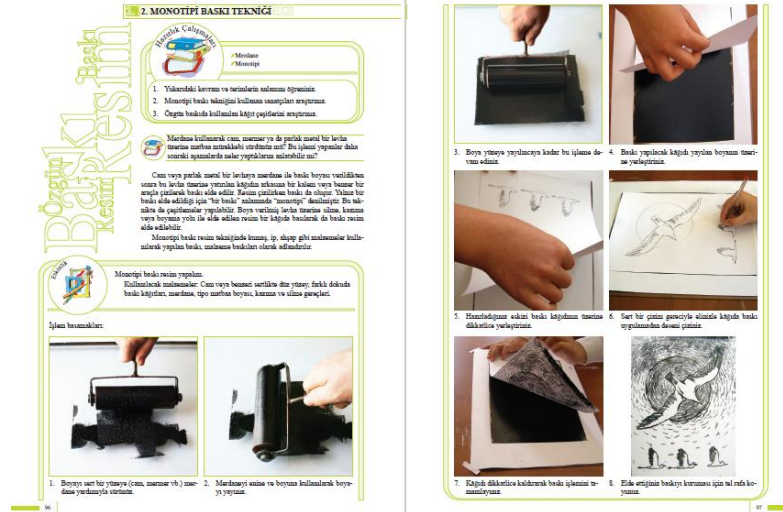 2. MONOTİPİ BASKI TEKNİĞİ
Hazırlık Çalışmaları
✓Merdane
✓Monotipi
1. Yukarıdaki kavram ve terimlerin anlamını öğreniniz.
2. Monotipi baskı tekniğini kullanan sanatçıları araştırınız.
3. Özgün baskıda kullanılan kâğıt çeşitlerini araştırınız.
Özgün
Baskı
Resim
Baskı
Resim
Merdane kullanarak cam, mermer ya da parlak metal bir levha
üzerine matbaa mürekkebi sürdünüz mü? Bu işlemi yapanlar daha
sonraki aşamalarda neler yaptıklarını anlatabilir mi?
Cam veya parlak metal bir levhaya merdane ile baskı boyası verildikten
sonra bu levha üzerine yatırılan kâğıdın arkasına bir kalem veya benzer bir
araçla çizilerek baskı elde edilir. Resim çizilirken baskı da oluşur. Yalnız bir
baskı elde edildiği için “bir baskı” anlamında “monotipi” denilmiştir. Bu tek-
nikte de çeşitlemeler yapılabilir. Boya verilmiş levha üzerine silme, kazıma
veya boyama yolu ile elde edilen resim bir kâğıda basılarak da baskı resim
elde edilebilir.
Monotipi baskı resim tekniğinde kumaş, ip, ahşap gibi malzemeler kulla-
nılarak yapılan baskı, malzeme baskıları olarak adlandırılır.
Etkinlik
Monotipi baskı resim yapalım.
Kullanılacak malzemeler: Cam veya benzeri sertlikte düz yüzey, farklı dokuda
baskı kâğıtları, merdane, tipo matbaa boyası, kazıma ve silme gereçleri.
İşlem basamakları:
1. Boyayı sert bir yüzeye (cam, mermer vb.) mer-
dane yardımıyla sürünüz.
2. Merdaneyi enine ve boyuna kullanılarak boya-
yı yayınız.
96
3. Boya yüzeye yayılıncaya kadar bu işleme de-
vam ediniz.
4. Baskı yapılacak kâğıdı yayılan boyanın üzeri-
ne yerleştiriniz.
5. Hazırladığınız eskizi baskı kâğıdının üzerine
dikkatlice yerleştiriniz.
6. Sert bir çizim gereciyle elinizle kâğıda baskı
uygulamadan deseni çiziniz.
7. Kâğıdı dikkatlice kaldırarak baskı işlemini ta-
mamlayınız.
8. Elde ettiğiniz baskıyı kuruması için tel rafa ko-
yunuz.
97